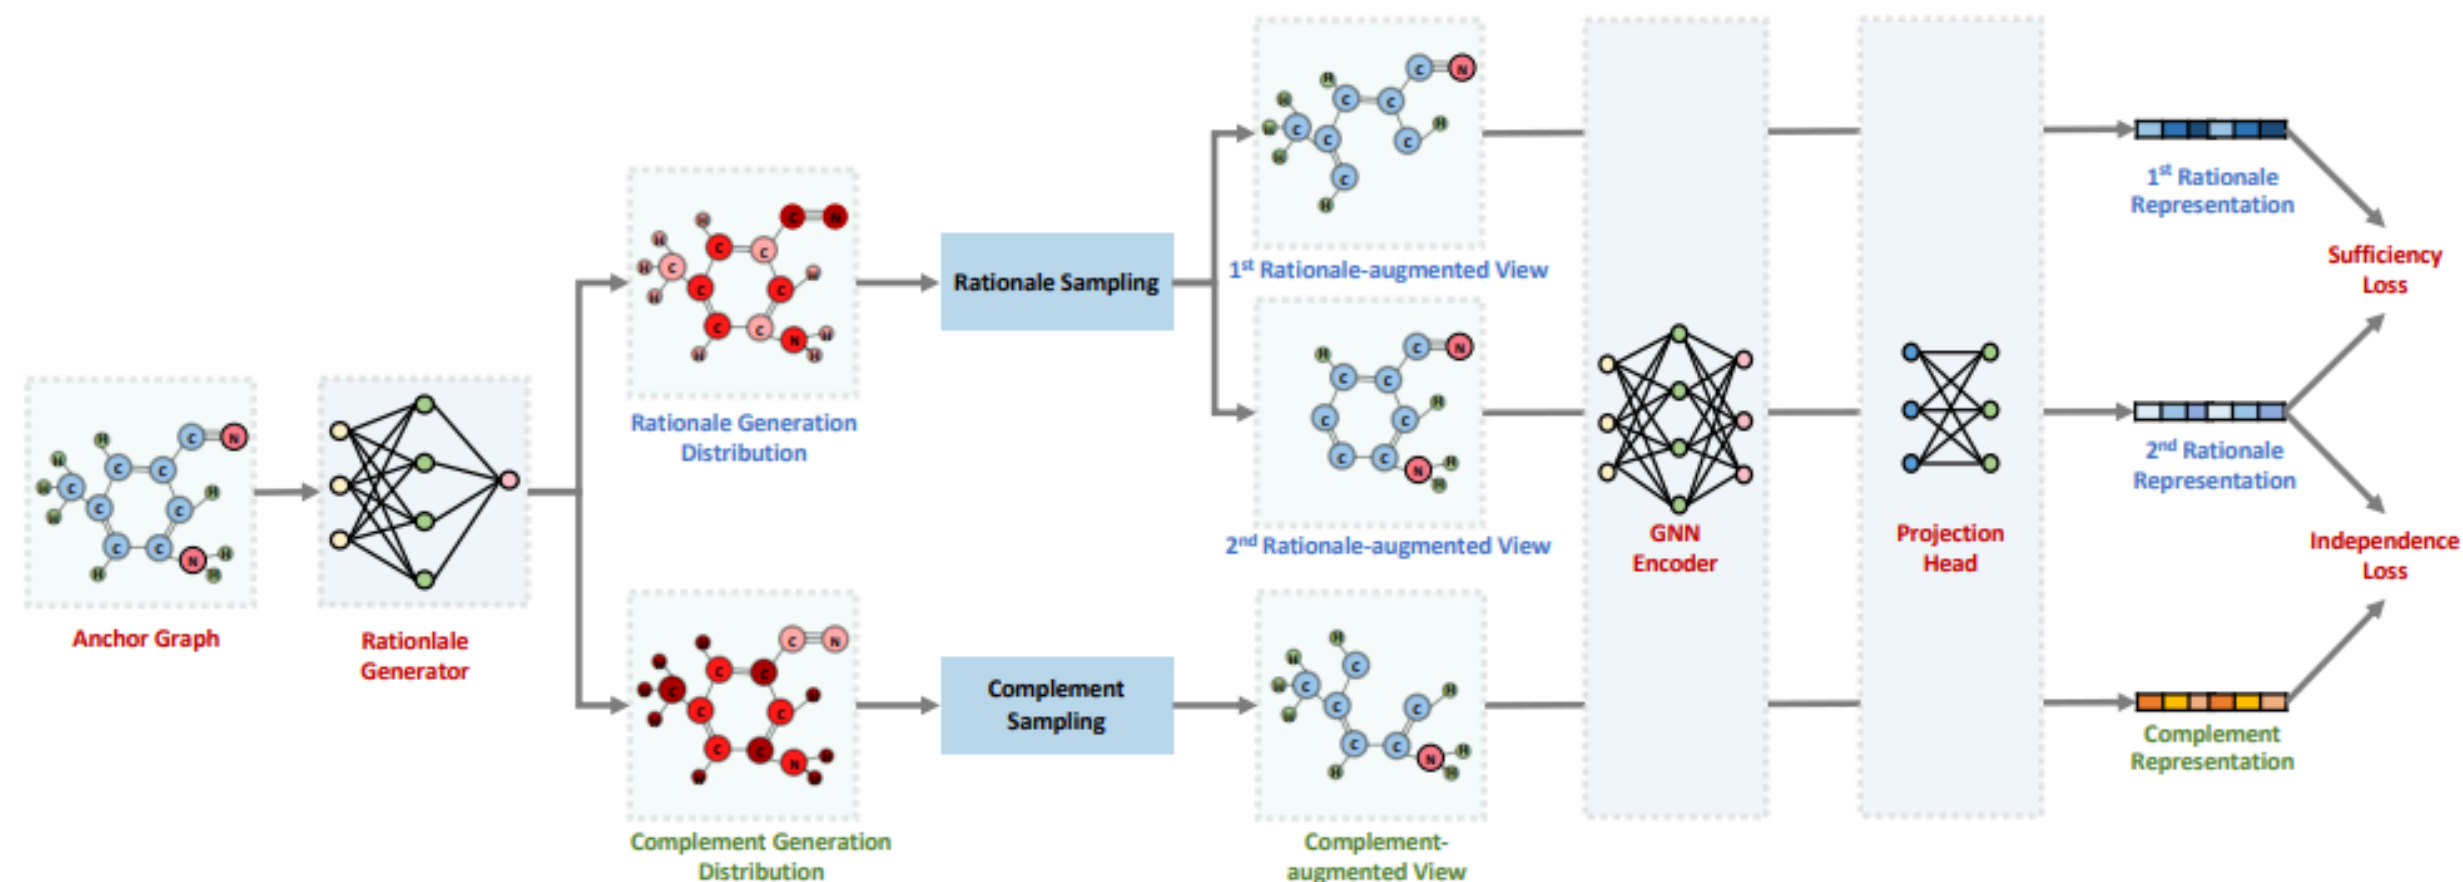 Anchor Graph
Rationlale
Generator
Rationale Generation
Distribution
Complement Generation
Distribution
Rationale Sampling
Complement
Sampling
1st Rationale-augmented View
2nd Rationale-augmented View
Complement-
augmented View
GNN
Encoder
Projection
Head
1st Rationale
Representation
2nd Rationale
Representation
Complement
Representation
Sufficiency
Loss
Independence
Loss